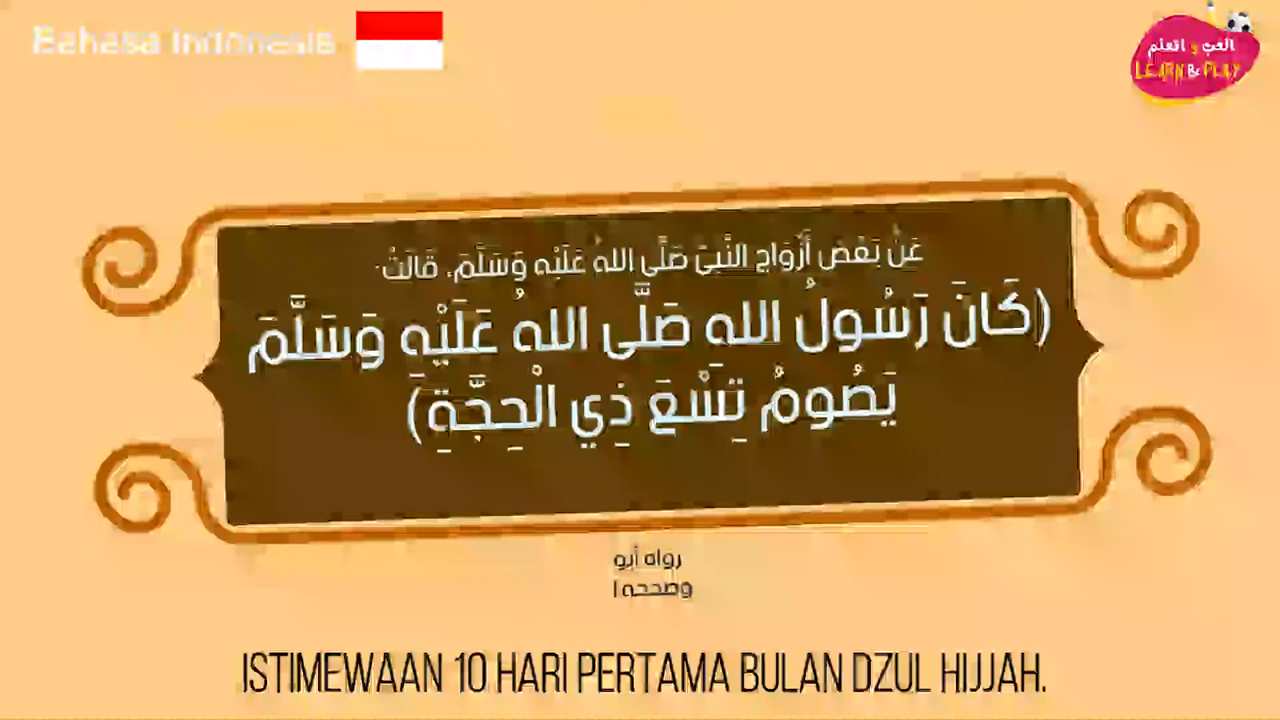 Bahasa Indonesia
العب و اتعلم
LEARN & PLAY
عَنْ بَعْضِ أَزْوَاجِ النَّبِيِّ صَلَّى اللهُ عَلَيْهِ وَسَلَّمَ، قَالَتْ:
(كَانَ رَسُولُ اللهِ صَلَّى اللهُ عَلَيْهِ وَسَلَّمَ
يَصُومُ تِسْعَ ذِي الْحِجَّةِ)
رواه أبو
وصححه ا
ISTIMEWAAN 10 HARI PERTAMA BULAN DZUL HIJJAH.